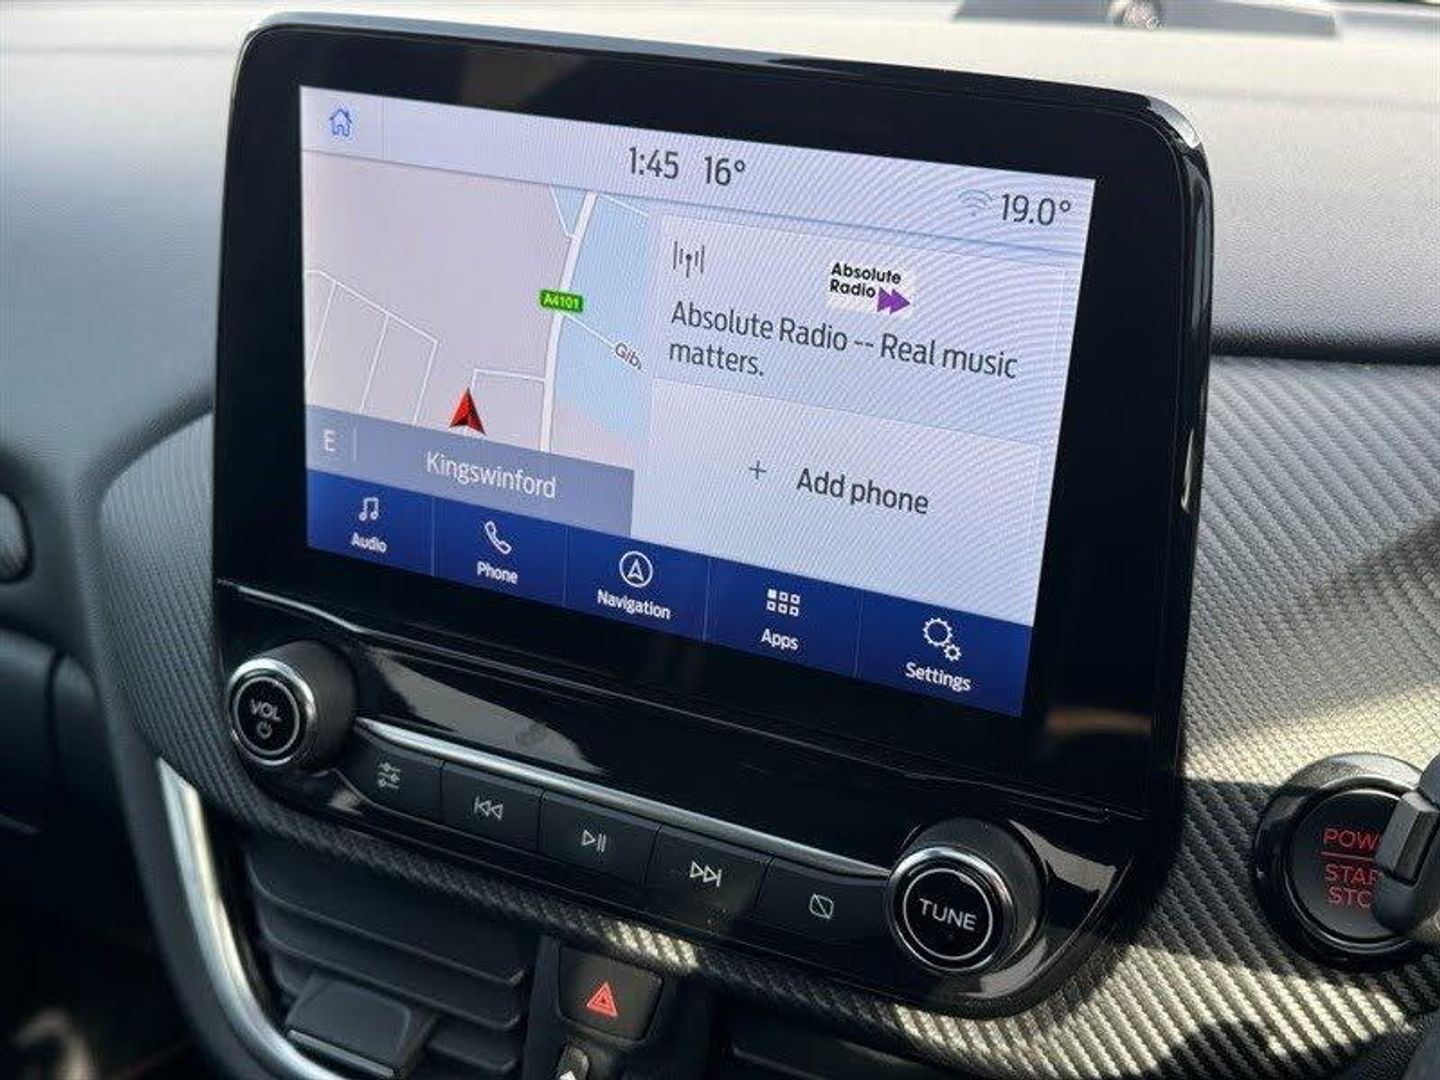 1:45 16° 19.0°
A4101
Absolute
Radio
Absolute Radio -- Real music
matters.
+ Add phone
E Kingswinford
Audio
Phone
Navigation
Apps
Settings
VOL
TUNE